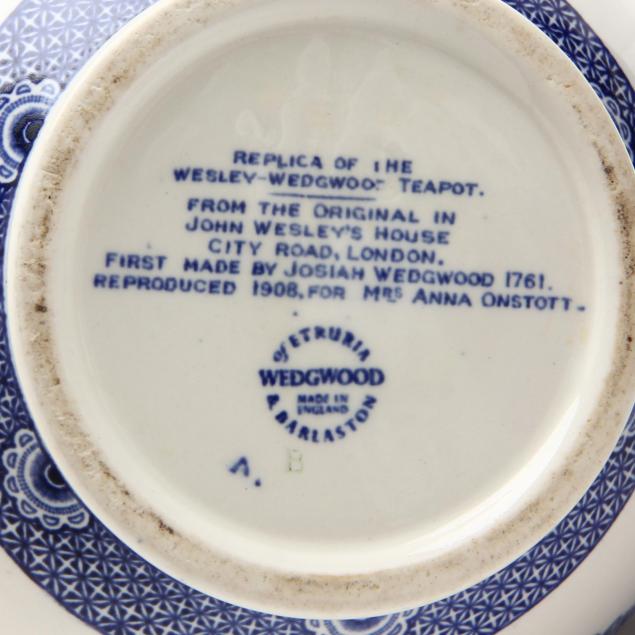 REPLICA OF THE
WESLEY-WEDGWOOD TEAPOT.
FROM THE ORIGINAL IN
JOHN WESLEY'S HOUSE
CITY ROAD, LONDON.
FIRST MADE BY JOSIAH WEDGWOOD 1761.
REPRODUCED 1908, FOR MRS ANNA ONSTOTT.
of ETRURIA
WEDGWOOD
MADE IN
ENGLAND
& BARLASTON
A.
B